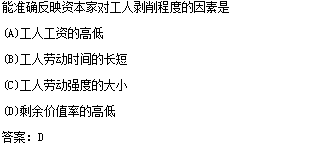 能准确反映资本家对工人剥削程度的因素是
(A)工人工资的高低
(B)工人劳动时间的长短
(C)工人劳动强度的大小
(D)剩余价值率的高低
答案：D